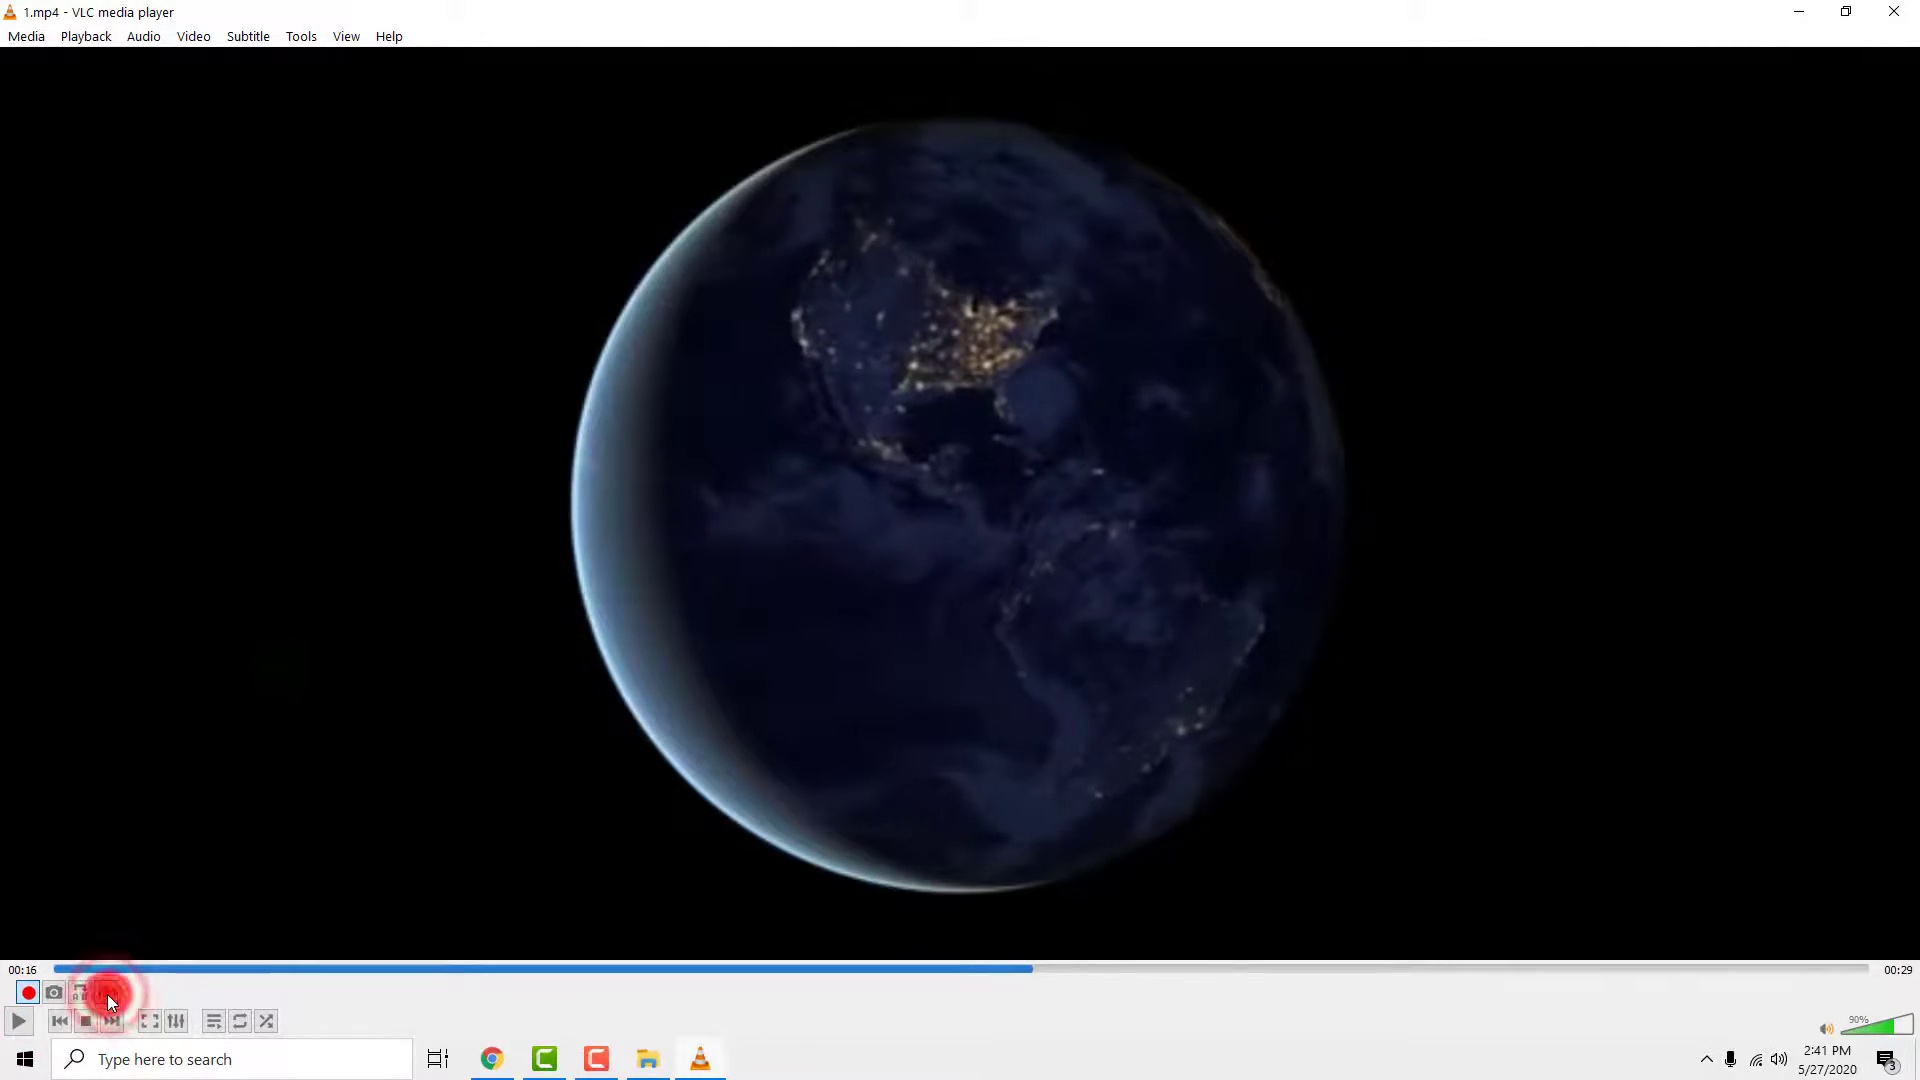 1.mp4 - VLC media player
Media Playback Audio Video Subtitle Tools View Help
00:16
00:29
90%
Type here to search
2:41 PM
5/27/2020
3